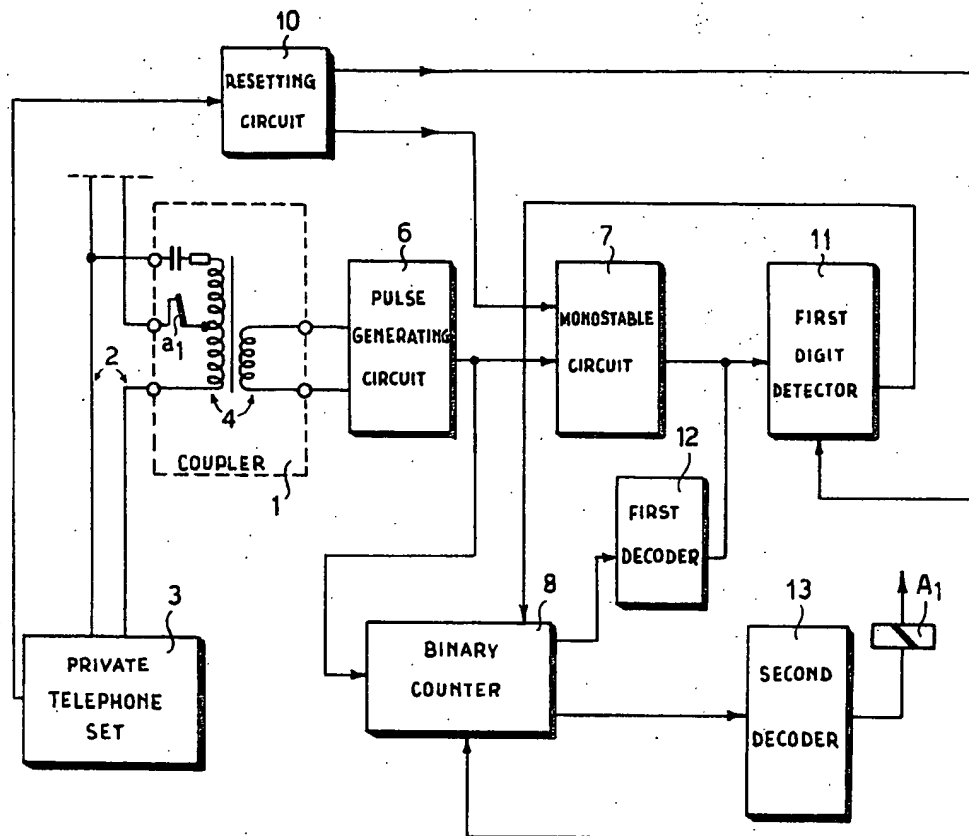 10
RESETTING
CIRCUIT
6
PULSE
GENERATING
CIRCUIT
7
MONOSTABLE
CIRCUIT
11
FIRST
DIGIT
DETECTOR
a1
2
4
COUPLER
1
12
FIRST
DECODER
3
PRIVATE
TELEPHONE
SET
8
BINARY
COUNTER
13
SECOND
DECODER
A1